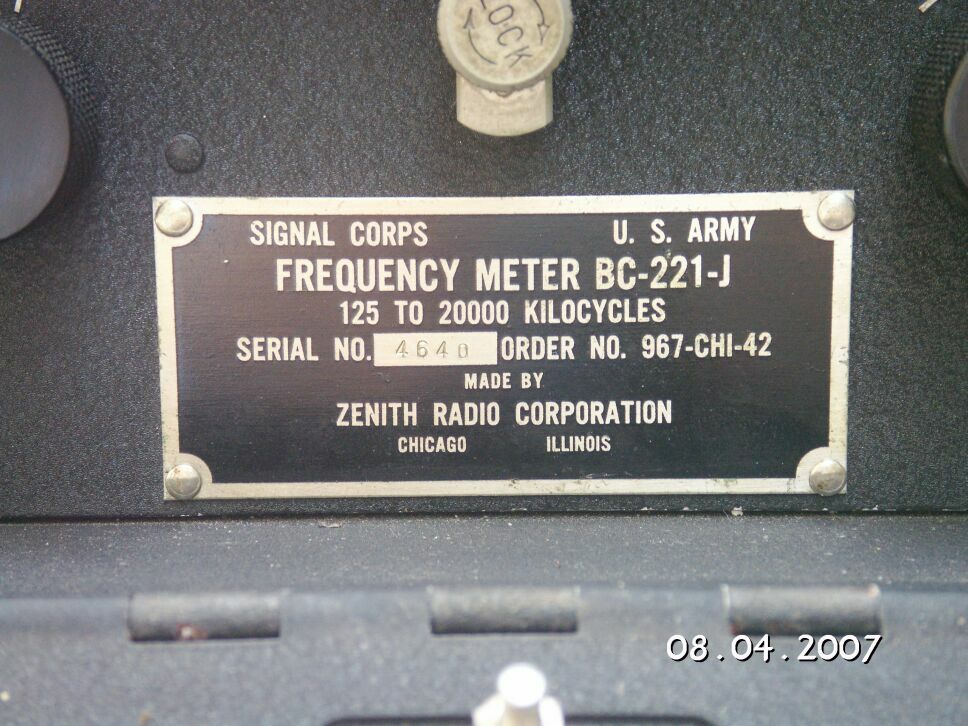 LOCK
SIGNAL CORPS U. S. ARMY
FREQUENCY METER BC-221-J
125 TO 20000 KILOCYCLES
SERIAL NO. 4640 ORDER NO. 967-CHI-42
MADE BY
ZENITH RADIO CORPORATION
CHICAGO ILLINOIS
08.04.2007